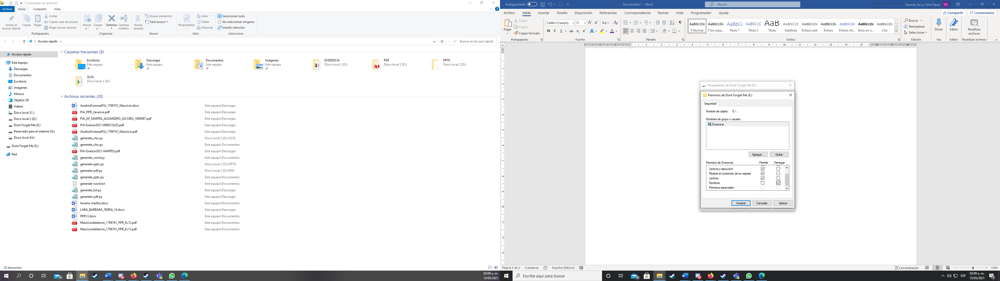 Explorador de archivos
Archivo Inicio Compartir Vista
Anclar al acceso rápido
Copiar
Pegar
Cortar
Copiar ruta de acceso
Pegar acceso directo
Portapapeles
Mover a
Copiar a
Eliminar
Cambiar nombre
Organizar
Nueva carpeta
Nuevo elemento
Fácil acceso
Nuevo
Propiedades
Abrir
Editar
Historial
Abrir
Seleccionar todo
No seleccionar ninguno
Invertir selección
Seleccionar
Acceso rápido
Buscar en Acceso rápido
Acceso rápido
Este equipo
Descargas
Documentos
Escritorio
Imágenes
Música
Objetos 3D
Videos
Disco local (C:)
Disco local 2 (D:)
Dont Forget Me (E:)
Reservado para el sistema (G:)
Disco local (H:)
Dont Forget Me (E:)
Red
Carpetas frecuentes (8)
Escritorio
Este equipo
Descargas
Este equipo
Documentos
Este equipo
Imágenes
Este equipo
EVIDENCIA
Disco local 2 (D:)
PDF
Disco local 2 (D:)
PPTX
Disco local 2 (D:)
XLSX
Disco local 2 (D:)
Archivos recientes (20)
AnalisisForensePIA_1798741_Mauricio.docx Este equipo\Descargas
PIA_PPR_2avance.pdf Este equipo\Descargas
PIA_AF_MARTES_ALEJANDRO_JACOBO_1809987.pdf Este equipo\Descargas
PIA EneJun2021 MIERCOLES.pdf Este equipo\Descargas
AnalisisForensePIA_1798741_Mauricio.pdf Este equipo\Descargas
generate_xlsx.py Disco local 2 (D:)\XLSX
generate_xlsx.py Este equipo\Documentos
PIA-EneJun2021-MARTES.pdf Este equipo\Descargas
generate_word.py Este equipo\Documentos
generate-pptx.py Disco local 2 (D:)\PPTX
generate-pdf.py Disco local 2 (D:)\PDF
generate_pptx.py Este equipo\Documentos
generate-word.txt Este equipo\Documentos
generate_txt.py Este equipo\Descargas
generate-pdf.py Este equipo\Descargas
horario martha.docx Este equipo\Documentos
LARA_BARBARA_TAREA_14.docx Este equipo\Descargas
PPR13.docx Este equipo\Documentos
Mauriciodelatorre_1798741_PPR_Ev12.pdf Este equipo\Documentos
Mauriciodelatorre_1798741_PPR_Ev13.pdf Este equipo\Documentos
28 elementos
18
02:09 a. m.
15/05/2021
Autoguardado
Documento1 - Word
Buscar
Gerardo De La Torre Tapia GD
Archivo Inicio Insertar Diseño Disposición Referencias Correspondencia Revisar Vista Programador Ayuda
Compartir Comentarios
Pegar
Cortar
Copiar
Copiar formato
Portapapeles
Calibri (Cuerpo) 11
N K S ab x₂ x²
Fuente
Párrafo
¶ Normal
¶ Sin espa...
Título 1
Título 2
Título
Subtítulo
Énfasis sutil
Énfasis
Énfasis int...
Texto en n...
Cita
Estilos
Buscar
Reemplazar
Seleccionar
Edición
Dictar
Voz
Editor
Editor
Reutilizar archivos
Reutilizar archivos
Propiedades de Dont Forget Me (E:)
Permisos de Dont Forget Me (E:)
Seguridad
Nombre de objeto: E:\
Nombres de grupo o usuario:
Everyone
Agregar... Quitar
Permisos de Everyone Permitir Denegar
Lectura y ejecución
Mostrar el contenido de la carpeta
Lectura
Escritura
Permisos especiales
Aceptar Cancelar Aplicar
Página 2 de 2 0 palabras Español (México)
Concentración 156%
Escribe aquí para buscar
18
ESP
02:09 a. m.
15/05/2021
4